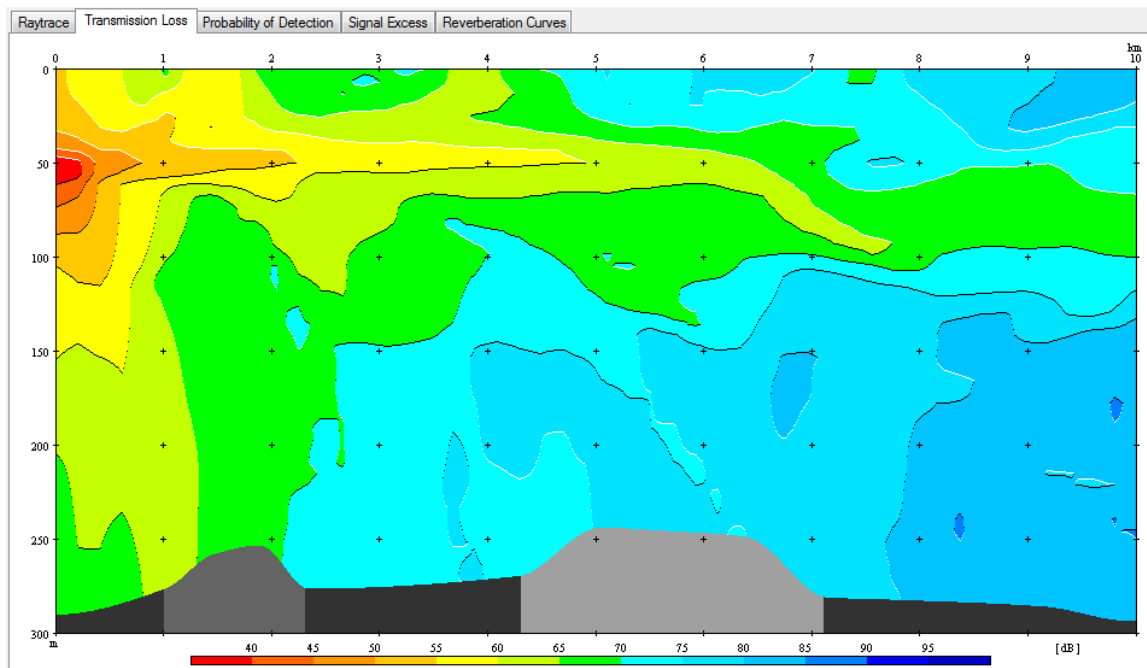 Raytrace Transmission Loss Probability of Detection Signal Excess Reverberation Curves
km
0 1 2 3 4 5 6 7 8 9 10
0
50
100
150
200
250
300
m
40 45 50 55 60 65 70 75 80 85 90 95 [dB]